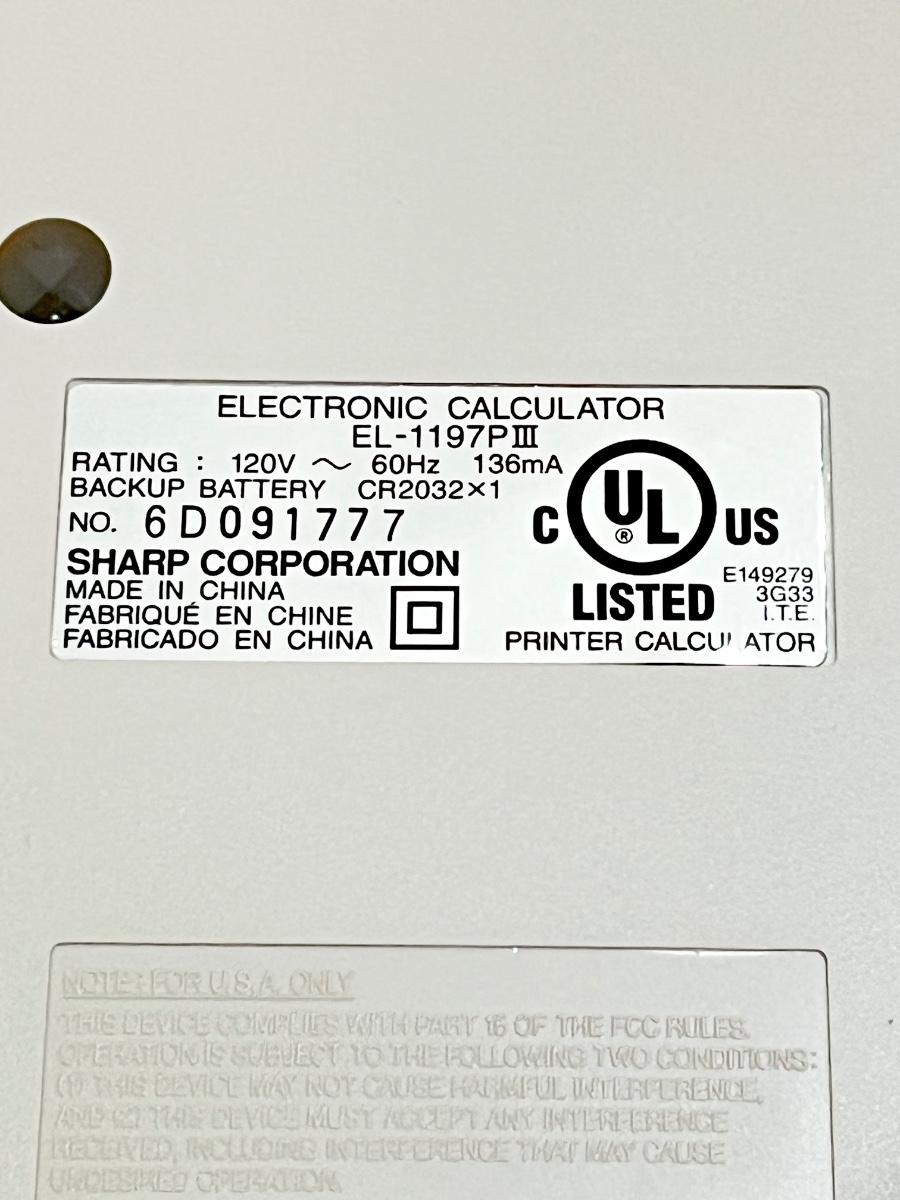 ELECTRONIC CALCULATOR
EL-1197PIII
RATING : 120V ~ 60Hz 136mA
BACKUP BATTERY CR2032×1
NO. 6D091777
SHARP CORPORATION
MADE IN CHINA
FABRIQUÉ EN CHINE
FABRICADO EN CHINA
C UL ® US
LISTED
E149279
3G33
I.T.E.
PRINTER CALCULATOR
NOTE: FOR U.S.A. ONLY
THIS DEVICE COMPLIES WITH PART 15 OF THE FCC RULES.
OPERATION IS SUBJECT TO THE FOLLOWING TWO CONDITIONS:
(1) THIS DEVICE MAY NOT CAUSE HARMFUL INTERFERENCE,
AND (2) THIS DEVICE MUST ACCEPT ANY INTERFERENCE
RECEIVED, INCLUDING INTERFERENCE THAT MAY CAUSE
UNDESIRED OPERATION.